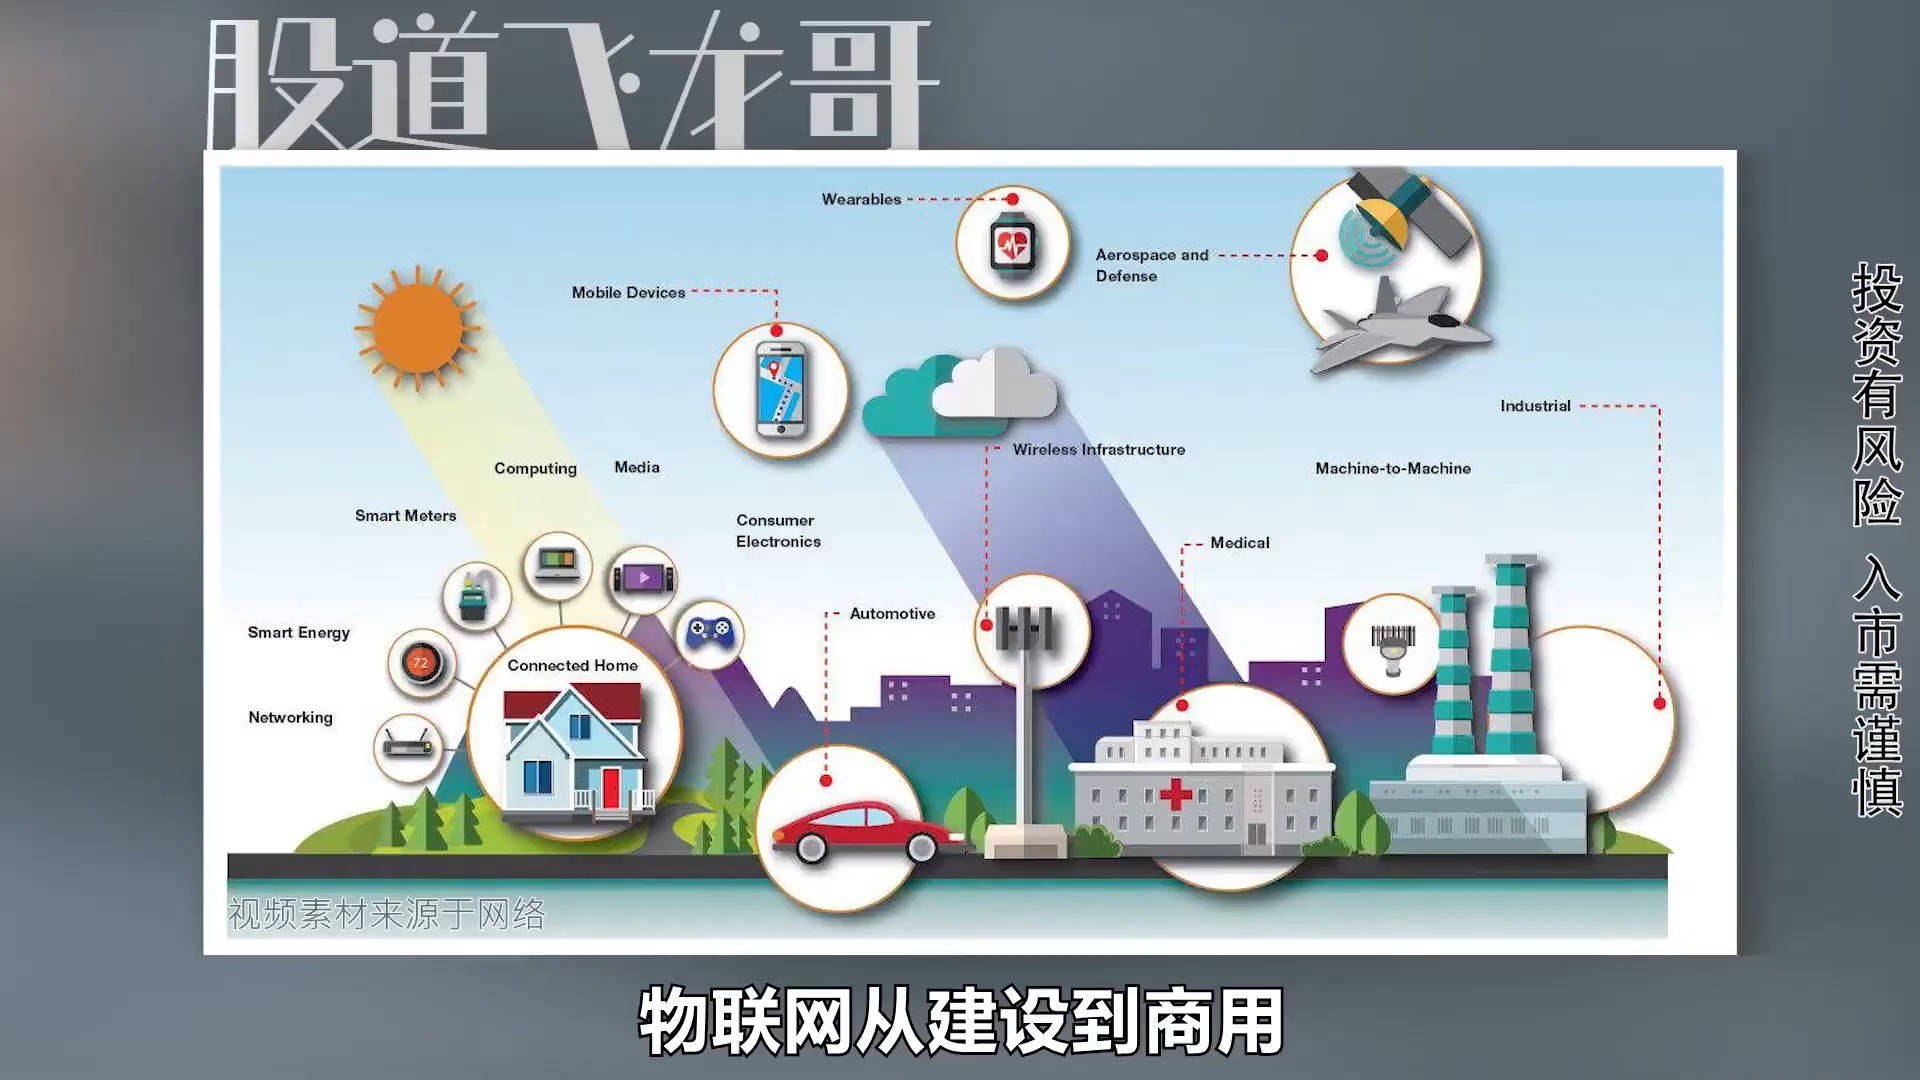 股道飞龙哥
Wearables
Aerospace and
Defense
Mobile Devices
Industrial
Wireless Infrastructure
Computing
Media
Machine-to-Machine
Smart Meters
Consumer
Electronics
Medical
Automotive
Smart Energy
72
Connected Home
Networking
视频素材来源于网络
物联网从建设到商用
投资有风险 入市需谨慎